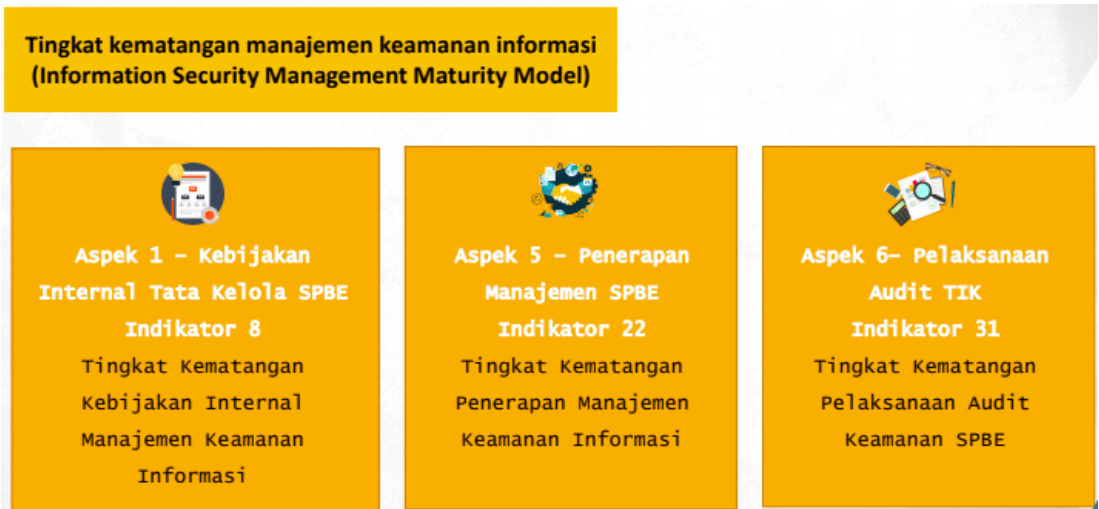 Tingkat kematangan manajemen keamanan informasi
(Information Security Management Maturity Model)
Aspek 1 – Kebijakan
Internal Tata Kelola SPBE
Indikator 8
Tingkat Kematangan
Kebijakan Internal
Manajemen Keamanan
Informasi
Aspek 5 – Penerapan
Manajemen SPBE
Indikator 22
Tingkat Kematangan
Penerapan Manajemen
Keamanan Informasi
Aspek 6– Pelaksanaan
Audit TIK
Indikator 31
Tingkat Kematangan
Pelaksanaan Audit
Keamanan SPBE